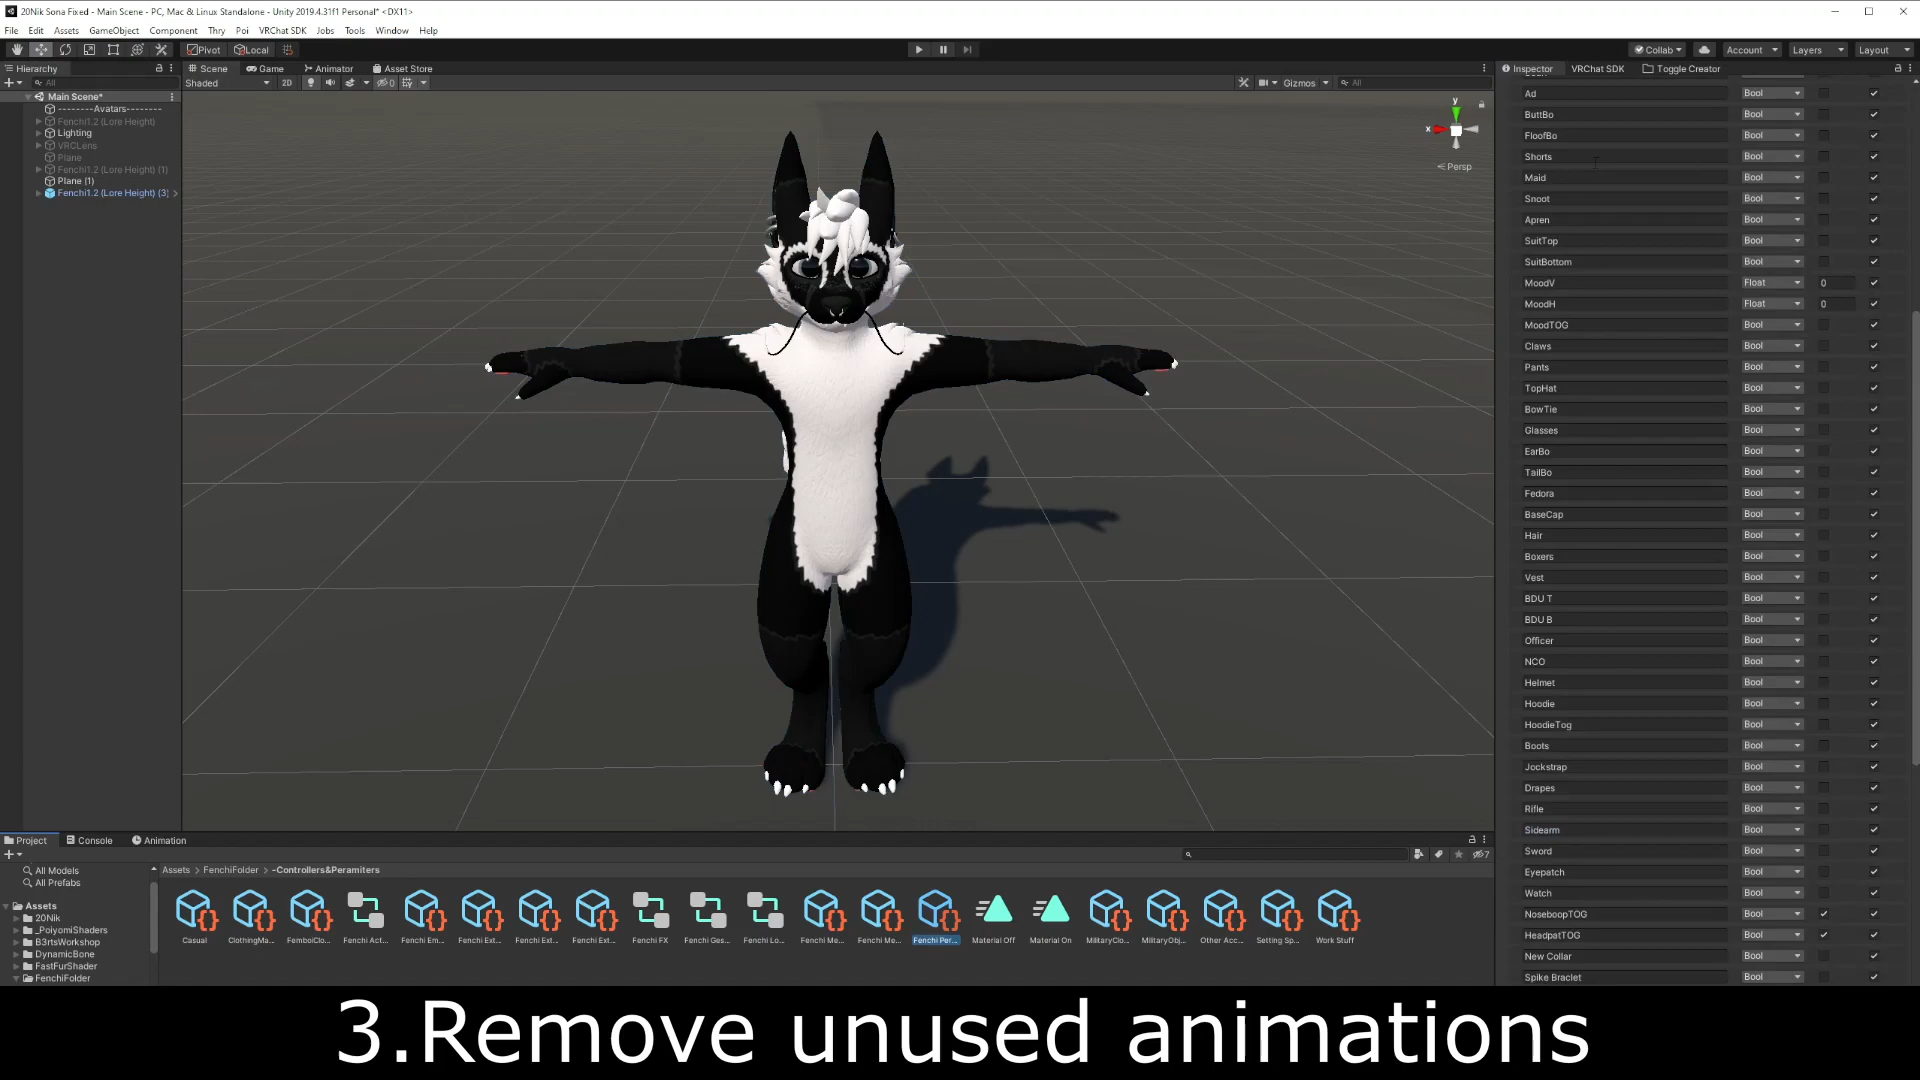 20Nik Sona Fixed - Main Scene - PC, Mac & Linux Standalone - Unity 2019.4.31f1 Personal* <DX11>
File Edit Assets GameObject Component Thry Poi VRChat SDK Jobs Tools Window Help
Pivot Local Collab Account Layers Layout
Hierarchy Scene Game Animator Asset Store Inspector VRChat SDK Toggle Creator
All Shaded 2D 0 Gizmos All
Main Scene*
--------Avatars--------
Fenchi1.2 (Lore Height)
Lighting
VRCLens
Plane
Fenchi1.2 (Lore Height) (1)
Plane (1)
Fenchi1.2 (Lore Height) (3)
y
x
< Persp
Ad Bool
ButtBo Bool
FloofBo Bool
Shorts Bool
Maid Bool
Snoot Bool
Apren Bool
SuitTop Bool
SuitBottom Bool
MoodV Float 0
MoodH Float 0
MoodTOG Bool
Claws Bool
Pants Bool
TopHat Bool
BowTie Bool
Glasses Bool
EarBo Bool
TailBo Bool
Fedora Bool
BaseCap Bool
Hair Bool
Boxers Bool
Vest Bool
BDU T Bool
BDU B Bool
Officer Bool
NCO Bool
Helmet Bool
Hoodie Bool
HoodieTog Bool
Boots Bool
Jockstrap Bool
Drapes Bool
Rifle Bool
Sidearm Bool
Sword Bool
Eyepatch Bool
Watch Bool
NoseboopTOG Bool
HeadpatTOG Bool
New Collar Bool
Spike Braclet Bool
Project Console Animation
7
All Models
All Prefabs
Assets
20Nik
_PoiyomiShaders
B3rtsWorkshop
DynamicBone
FastFurShader
FenchiFolder
Assets > FenchiFolder > -Controllers&Peramiters
Casual ClothingMa... FemboiClo... Fenchi Act... Fenchi Em... Fenchi Ext... Fenchi Ext... Fenchi Ext... Fenchi FX Fenchi Ges... Fenchi Lo... Fenchi Me... Fenchi Me... Fenchi Per... Material Off Material On MilitaryClo... MilitaryObj... Other Acc... Setting Sp... Work Stuff
3.Remove unused animations